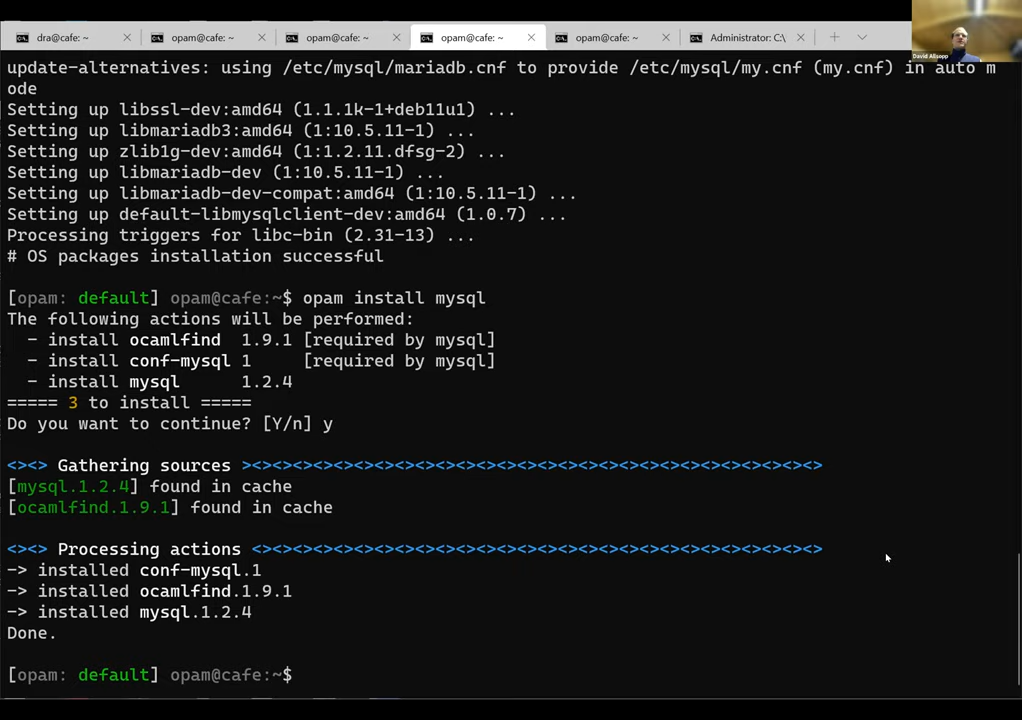 dra@cafe: ~ × opam@cafe: ~ × opam@cafe: ~ × opam@cafe: ~ × opam@cafe: ~ × Administrator: C:\ × +
David Allsopp
update-alternatives: using /etc/mysql/mariadb.cnf to provide /etc/mysql/my.cnf (my.cnf) in auto m
ode
Setting up libssl-dev:amd64 (1.1.1k-1+deb11u1) ...
Setting up libmariadb3:amd64 (1:10.5.11-1) ...
Setting up zlib1g-dev:amd64 (1:1.2.11.dfsg-2) ...
Setting up libmariadb-dev (1:10.5.11-1) ...
Setting up libmariadb-dev-compat:amd64 (1:10.5.11-1) ...
Setting up default-libmysqlclient-dev:amd64 (1.0.7) ...
Processing triggers for libc-bin (2.31-13) ...
# OS packages installation successful
[opam: default] opam@cafe:~$ opam install mysql
The following actions will be performed:
  - install ocamlfind  1.9.1 [required by mysql]
  - install conf-mysql 1     [required by mysql]
  - install mysql      1.2.4
===== 3 to install =====
Do you want to continue? [Y/n] y
<><> Gathering sources ><><><><><><><><><><><><><><><><><><><><><><><><><><><><>
[mysql.1.2.4] found in cache
[ocamlfind.1.9.1] found in cache
<><> Processing actions <><><><><><><><><><><><><><><><><><><><><><><><><><><><>
-> installed conf-mysql.1
-> installed ocamlfind.1.9.1
-> installed mysql.1.2.4
Done.
[opam: default] opam@cafe:~$